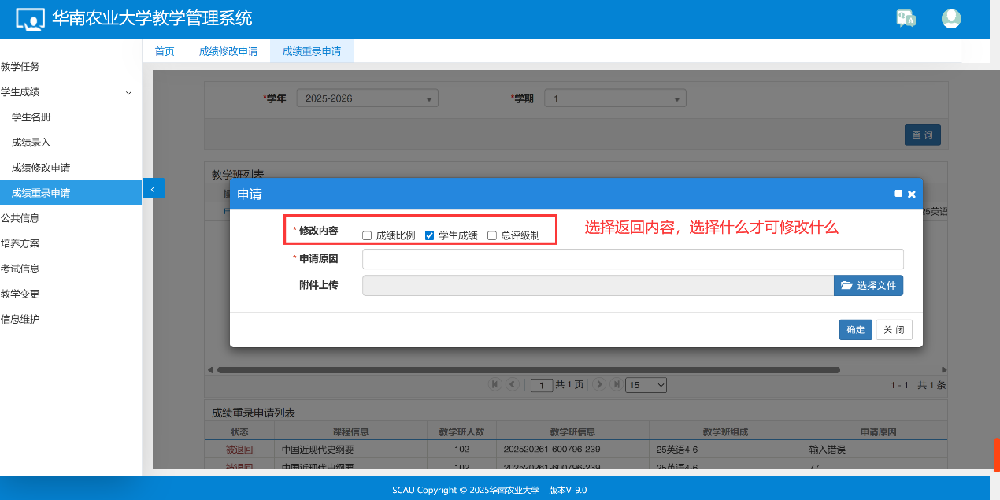 华南农业大学教学管理系统
首页 成绩修改申请 成绩重录申请
教学任务
学生成绩
学生名册
成绩录入
成绩修改申请
成绩重录申请
公共信息
培养方案
考试信息
教学变更
信息维护
*学年 2025-2026 *学期 1
查 询
教学班列表
申请
* 修改内容 成绩比例 学生成绩 总评级制
选择返回内容，选择什么才可修改什么
* 申请原因
附件上传 选择文件
确定 关 闭
25英语
1 共 1 页 15 1 - 1 共 1 条
成绩重录申请列表
状态 课程信息 教学班人数 教学班信息 教学班组成 申请原因
被退回 中国近现代史纲要 102 202520261-600796-239 25英语4-6 输入错误
被退回 中国近现代史纲要 102 202520261-600796-239 25英语4-6 77
SCAU Copyright © 2025华南农业大学 版本V-9.0